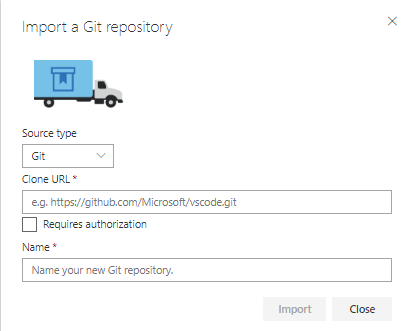 Import a Git repository
Source type
Git
Clone URL *
e.g. https://github.com/Microsoft/vscode.git
Requires authorization
Name *
Name your new Git repository.
Import Close